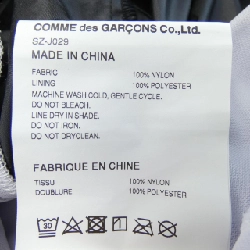 COMME des GARÇONS Co.,Ltd.
GZ-J029
MADE IN CHINA
FABRIC 100% NYLON
LINING 100% POLYESTER
MACHINE WASH COLD, GENTLE CYCLE.
DO NOT BLEACH.
LINE DRY IN SHADE.
DO NOT IRON.
DO NOT DRYCLEAN.
FABRIQUE EN CHINE
TISSU 100% NYLON
DOUBLURE 100% POLYESTER
30